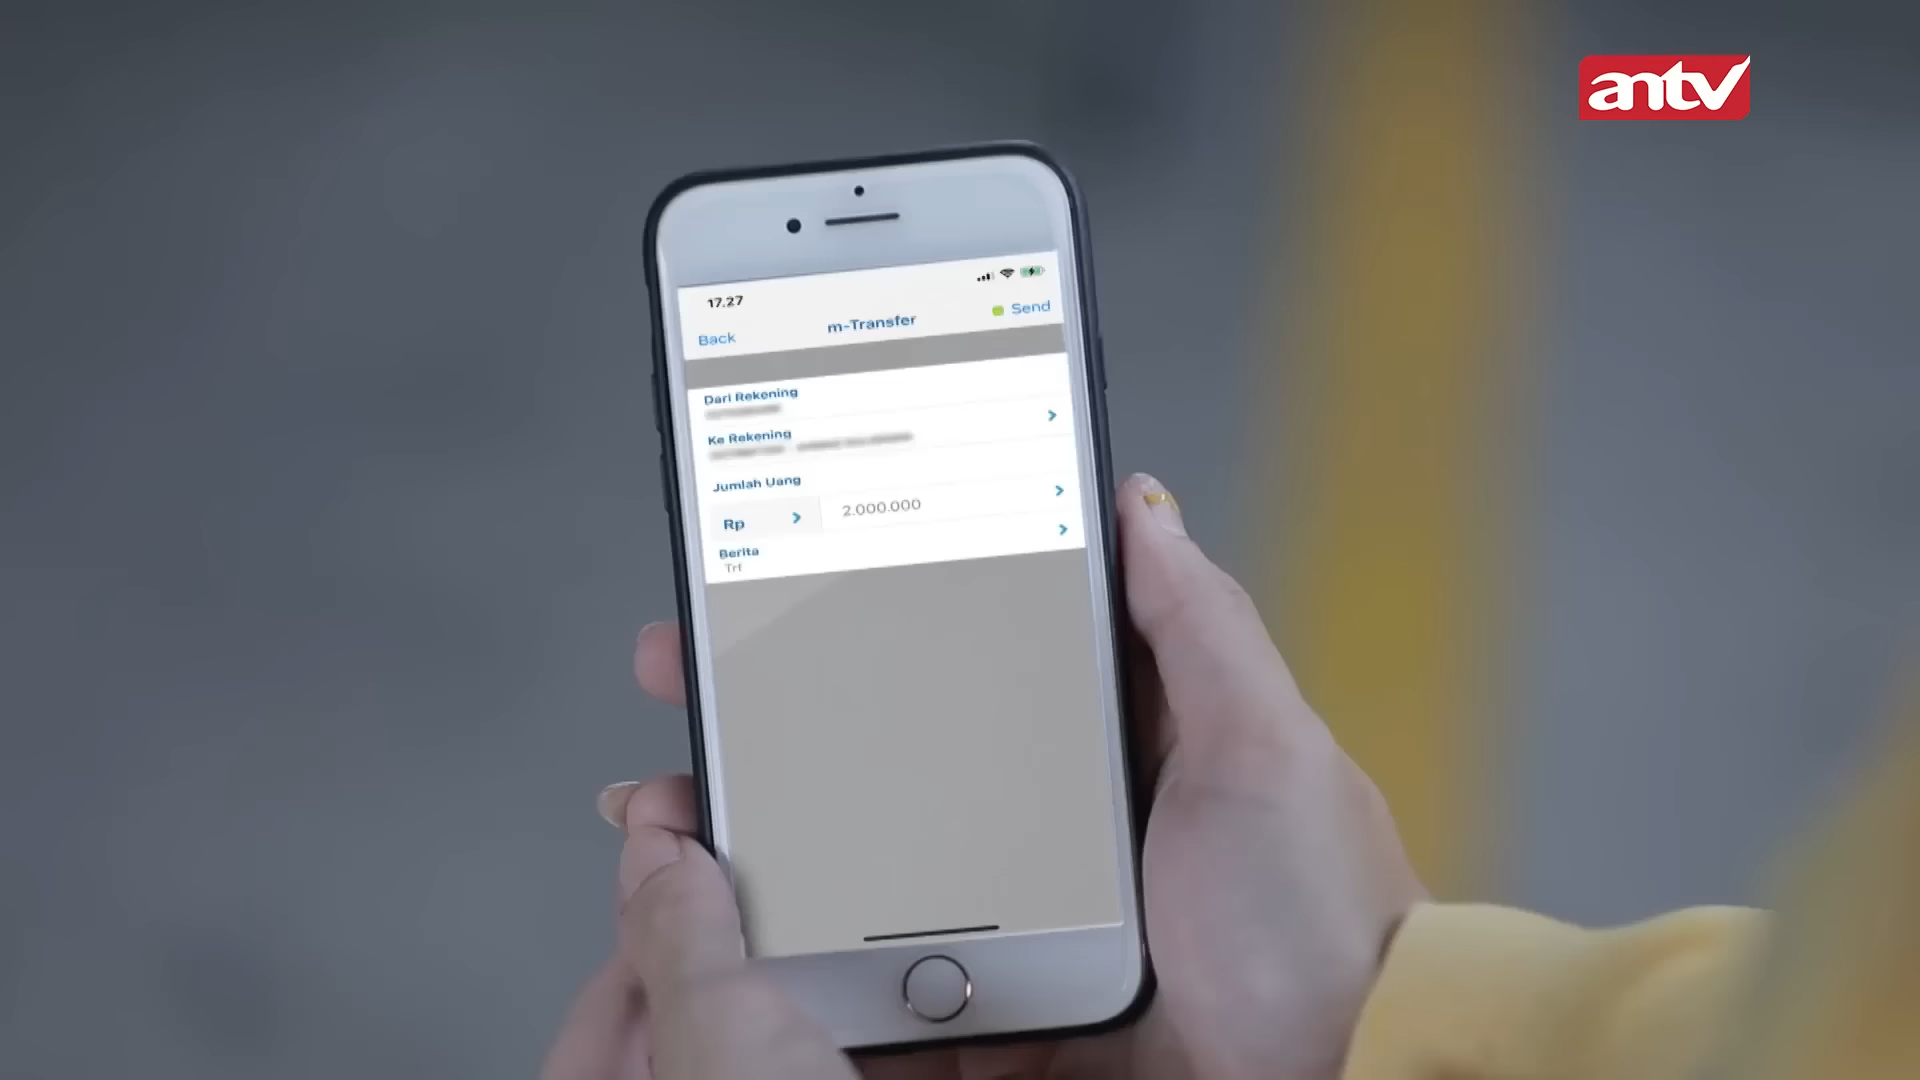 antv
17.27
Back
m-Transfer
Send
Dari Rekening
Ke Rekening
Jumlah Uang
Rp
2.000.000
Berita
Trf